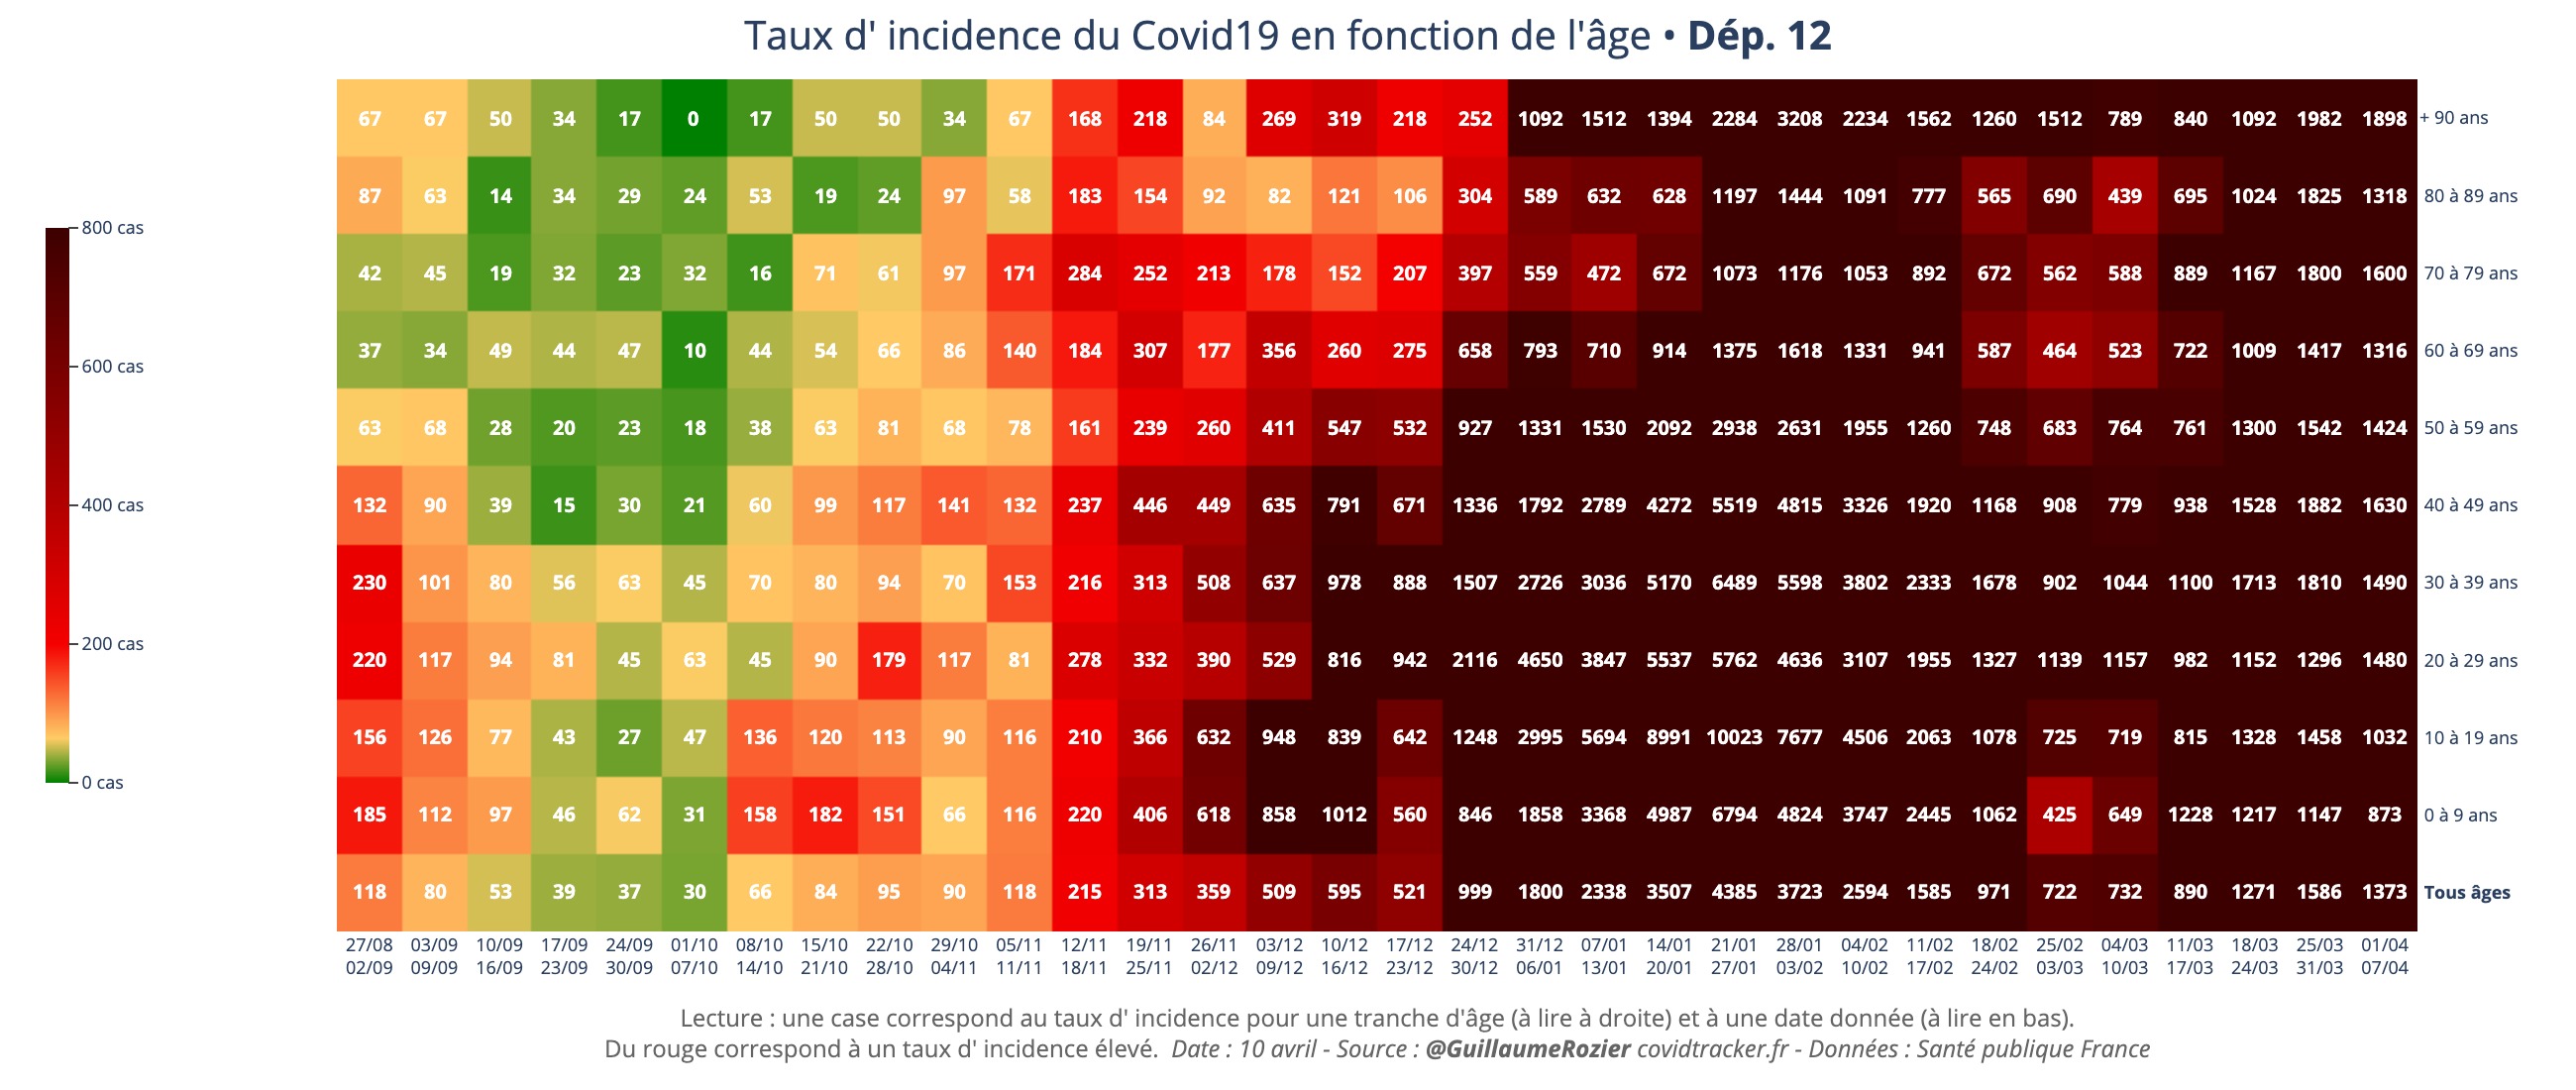 Taux d' incidence du Covid19 en fonction de l'âge • Dép. 12
800 cas
600 cas
400 cas
200 cas
0 cas
67 67 50 34 17 0 17 50 50 34 67 168 218 84 269 319 218 252 1092 1512 1394 2284 3208 2234 1562 1260 1512 789 840 1092 1982 1898 + 90 ans
87 63 14 34 29 24 53 19 24 97 58 183 154 92 82 121 106 304 589 632 628 1197 1444 1091 777 565 690 439 695 1024 1825 1318 80 à 89 ans
42 45 19 32 23 32 16 71 61 97 171 284 252 213 178 152 207 397 559 472 672 1073 1176 1053 892 672 562 588 889 1167 1800 1600 70 à 79 ans
37 34 49 44 47 10 44 54 66 86 140 184 307 177 356 260 275 658 793 710 914 1375 1618 1331 941 587 464 523 722 1009 1417 1316 60 à 69 ans
63 68 28 20 23 18 38 63 81 68 78 161 239 260 411 547 532 927 1331 1530 2092 2938 2631 1955 1260 748 683 764 761 1300 1542 1424 50 à 59 ans
132 90 39 15 30 21 60 99 117 141 132 237 446 449 635 791 671 1336 1792 2789 4272 5519 4815 3326 1920 1168 908 779 938 1528 1882 1630 40 à 49 ans
230 101 80 56 63 45 70 80 94 70 153 216 313 508 637 978 888 1507 2726 3036 5170 6489 5598 3802 2333 1678 902 1044 1100 1713 1810 1490 30 à 39 ans
220 117 94 81 45 63 45 90 179 117 81 278 332 390 529 816 942 2116 4650 3847 5537 5762 4636 3107 1955 1327 1139 1157 982 1152 1296 1480 20 à 29 ans
156 126 77 43 27 47 136 120 113 90 116 210 366 632 948 839 642 1248 2995 5694 8991 10023 7677 4506 2063 1078 725 719 815 1328 1458 1032 10 à 19 ans
185 112 97 46 62 31 158 182 151 66 116 220 406 618 858 1012 560 846 1858 3368 4987 6794 4824 3747 2445 1062 425 649 1228 1217 1147 873 0 à 9 ans
118 80 53 39 37 30 66 84 95 90 118 215 313 359 509 595 521 999 1800 2338 3507 4385 3723 2594 1585 971 722 732 890 1271 1586 1373 Tous âges
27/08 03/09 10/09 17/09 24/09 01/10 08/10 15/10 22/10 29/10 05/11 12/11 19/11 26/11 03/12 10/12 17/12 24/12 31/12 07/01 14/01 21/01 28/01 04/02 11/02 18/02 25/02 04/03 11/03 18/03 25/03 01/04
02/09 09/09 16/09 23/09 30/09 07/10 14/10 21/10 28/10 04/11 11/11 18/11 25/11 02/12 09/12 16/12 23/12 30/12 06/01 13/01 20/01 27/01 03/02 10/02 17/02 24/02 03/03 10/03 17/03 24/03 31/03 07/04
Lecture : une case correspond au taux d' incidence pour une tranche d'âge (à lire à droite) et à une date donnée (à lire en bas).
Du rouge correspond à un taux d' incidence élevé. Date : 10 avril - Source : @GuillaumeRozier covidtracker.fr - Données : Santé publique France